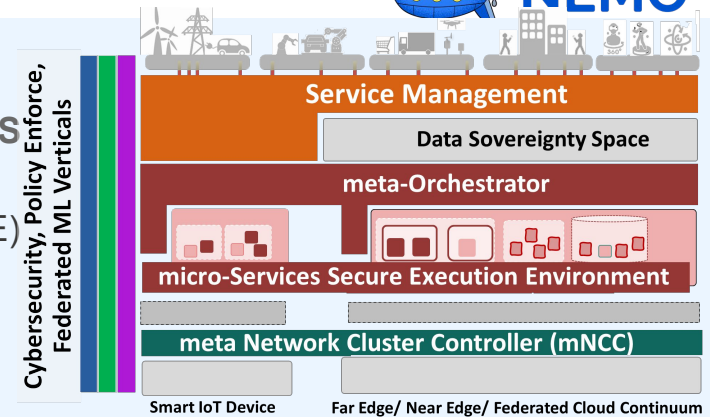 NEMO
360°
Service Management
S
Data Sovereignty Space
Cybersecurity, Policy Enforce,
Federated ML Verticals
meta-Orchestrator
E)
micro-Services Secure Execution Environment
meta Network Cluster Controller (mNCC)
Smart IoT Device
Far Edge/ Near Edge/ Federated Cloud Continuum